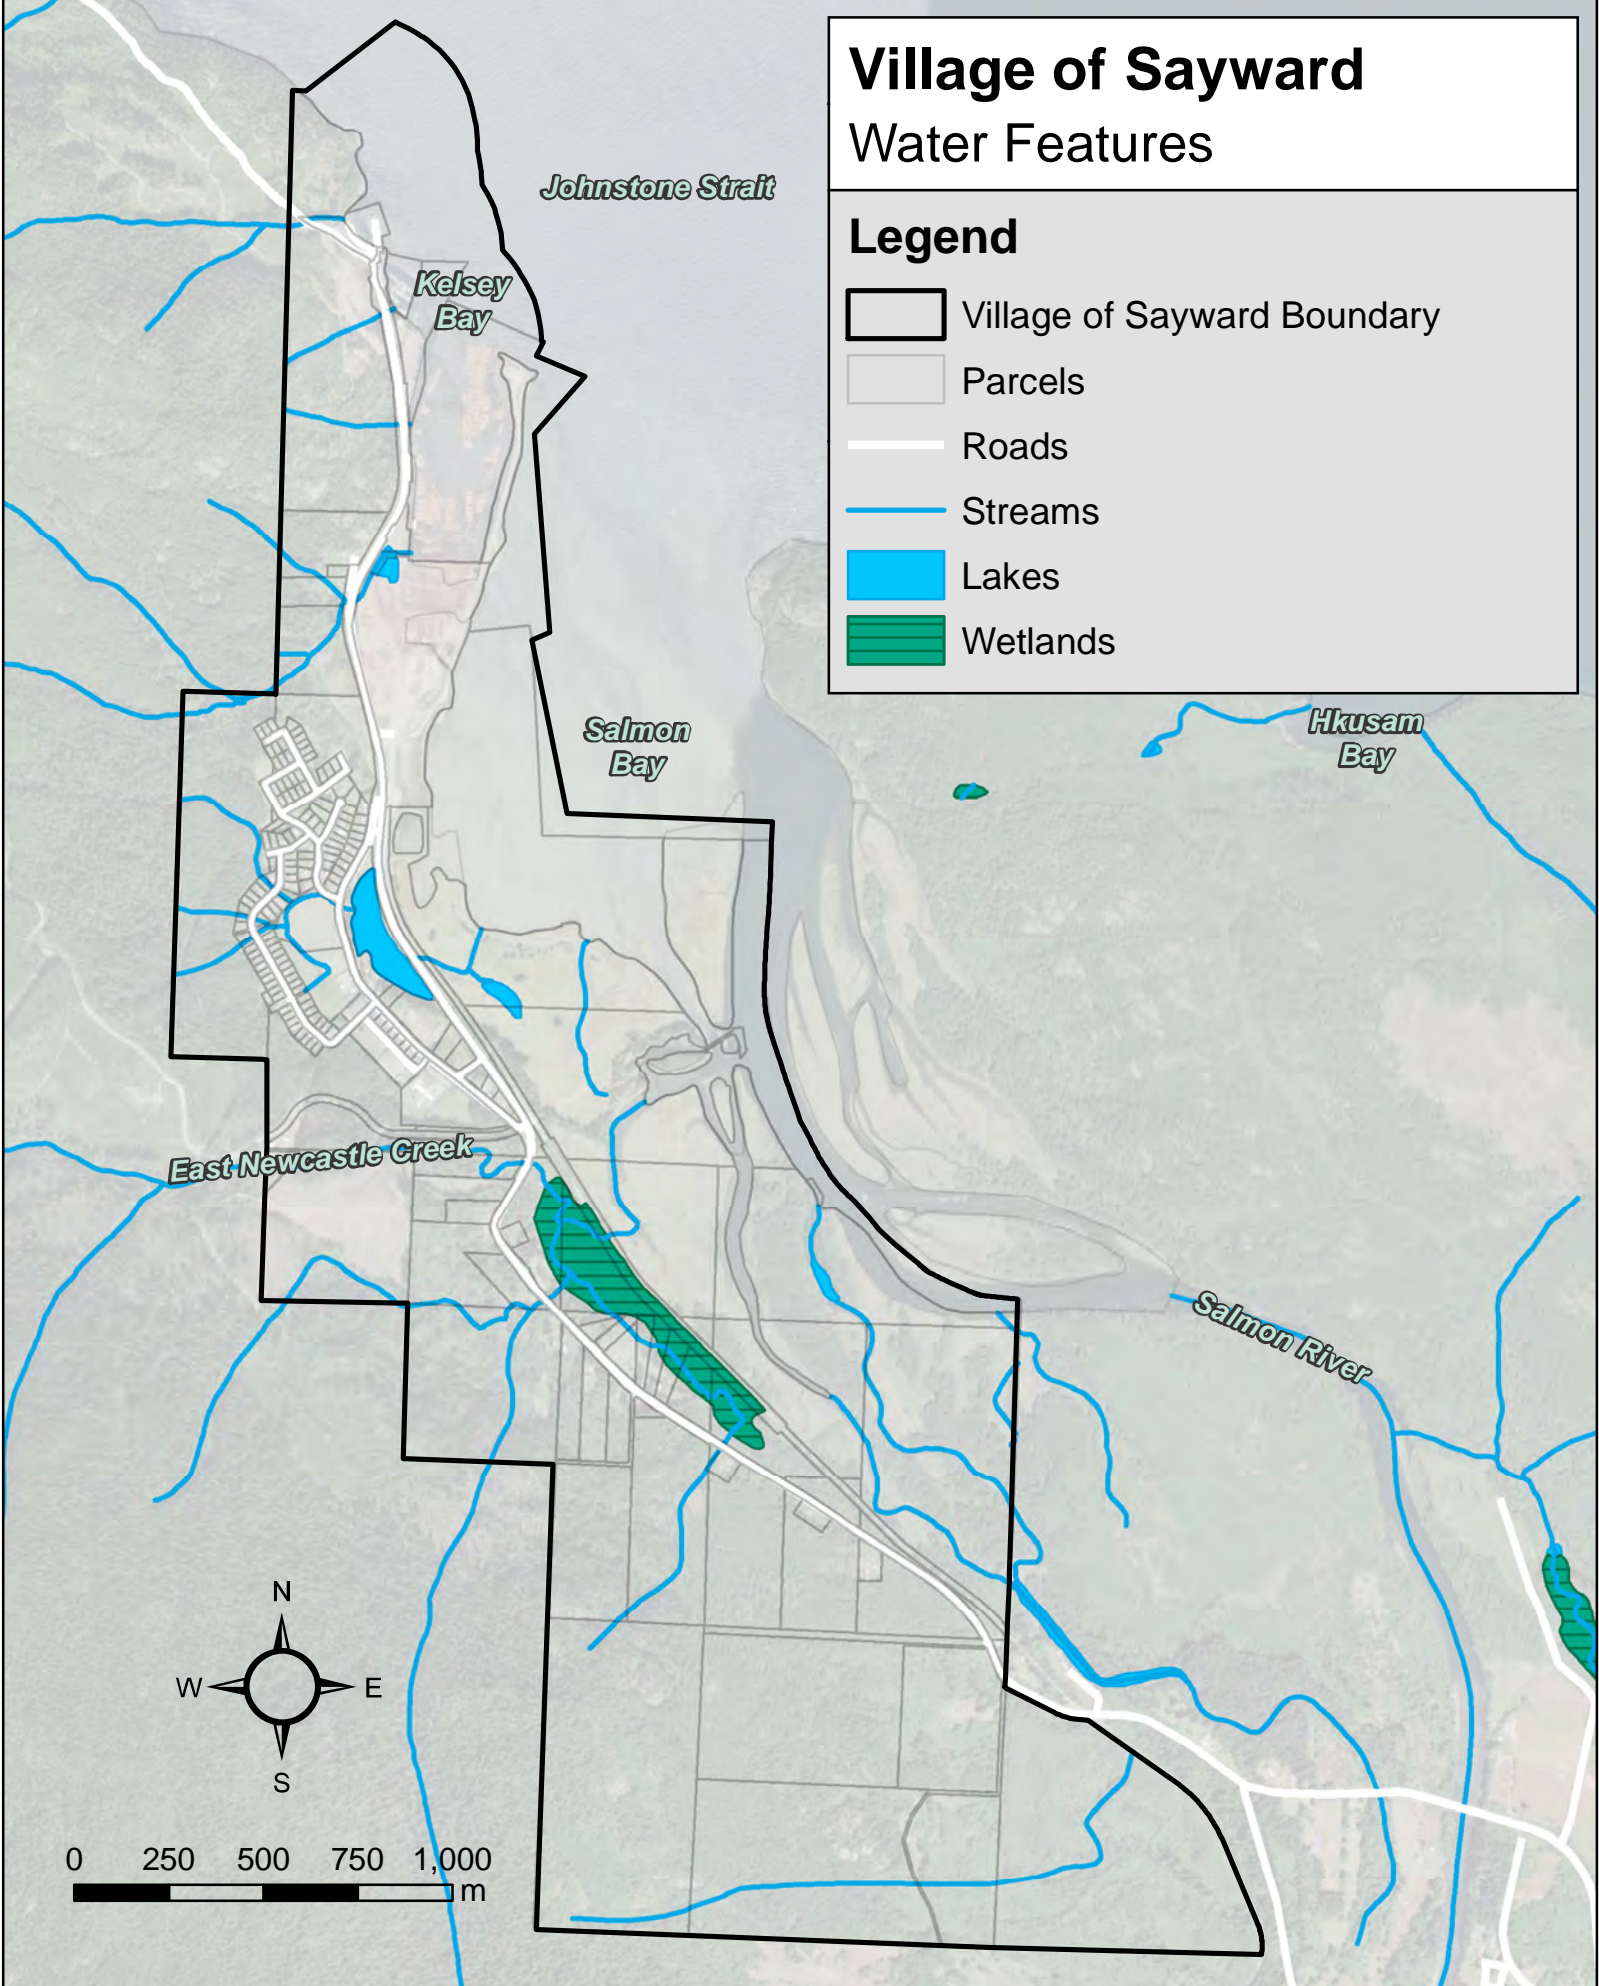 Village of Sayward
Water Features
Legend
Village of Sayward Boundary
Parcels
Roads
Streams
Lakes
Wetlands
Johnstone Strait
Kelsey
Bay
Salmon
Bay
Hkusam
Bay
East Newcastle Creek
Salmon River
N
W
E
S
0 250 500 750 1,000
m